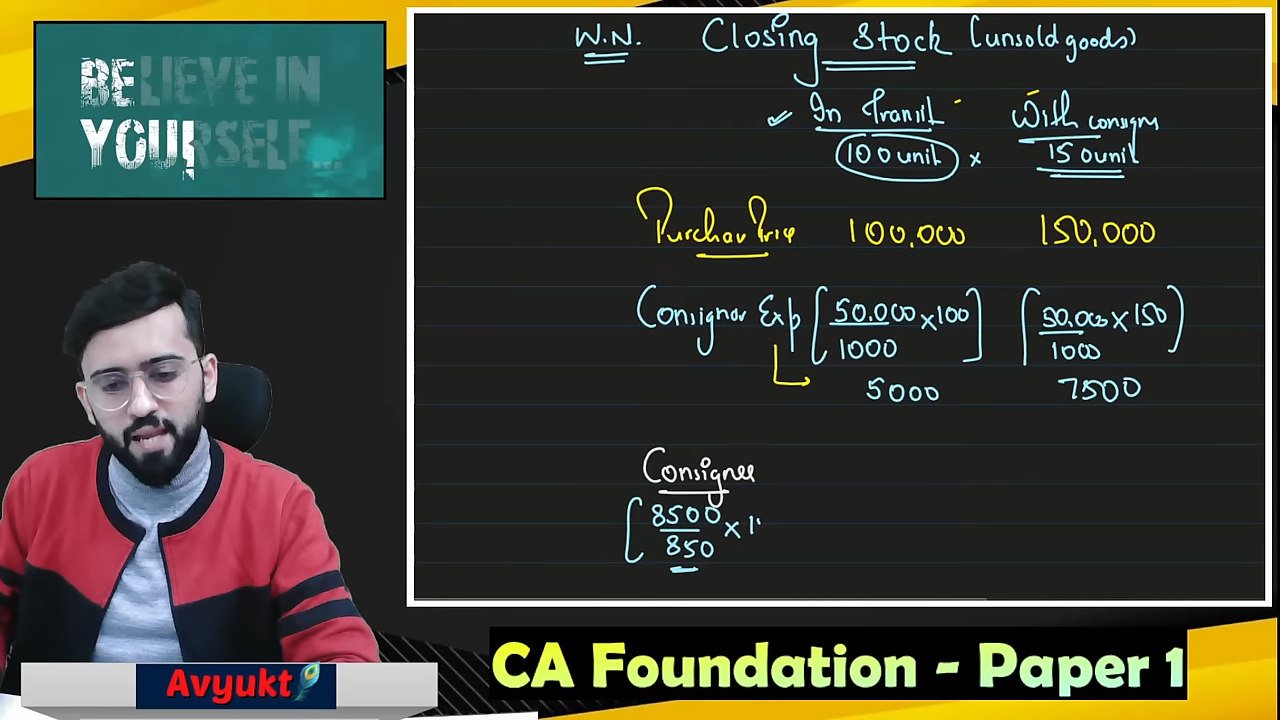 BELIEVE IN
YOURSELF...
W.N. Closing Stock (unsold goods)
In Transit With consignee
100 unit × 150 unit
Purchase Price 100,000 150,000
Consignor Exp [50,000/1000 × 100] [50,000/1000 × 150]
5000 7500
Consignee
[8500/850 × 1
Avyukt
CA Foundation - Paper 1